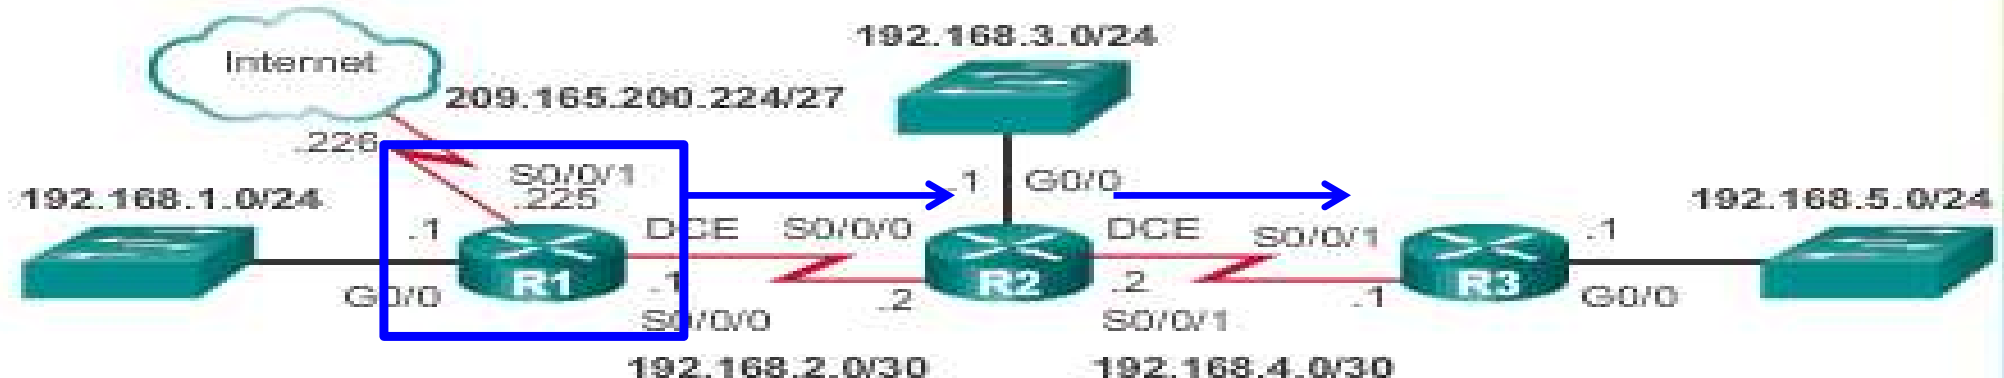 192.168.3.0/24
Internet
209.165.200.224/27
.226
S0/0/1
.225
.1
G0/0
192.168.1.0/24
192.168.5.0/24
.1
DCE
S0/0/0
DCE
S0/0/1
.1
R1
R2
R3
G0/0
.1
.2
.2
.1
G0/0
S0/0/0
S0/0/1
192.168.2.0/30
192.168.4.0/30